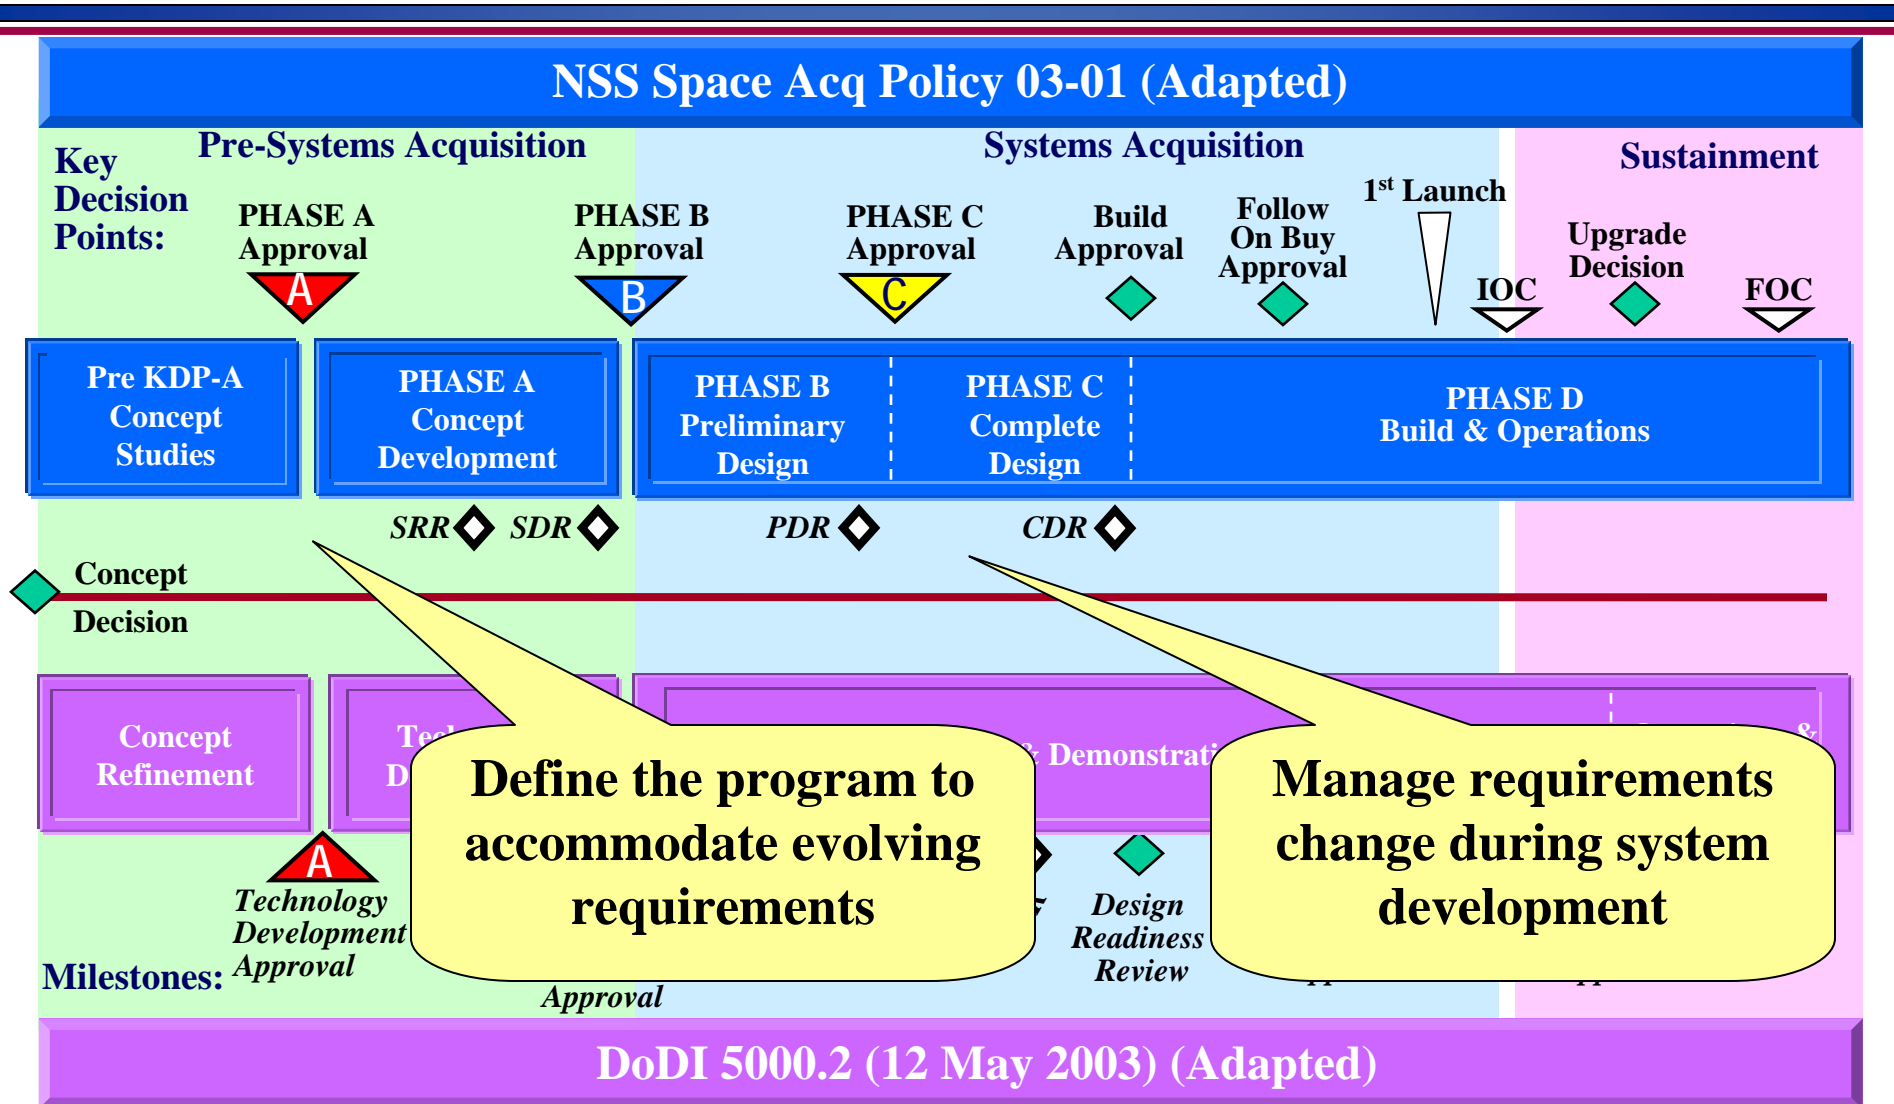 NSS Space Acq Policy 03-01 (Adapted)
Pre-Systems Acquisition
Systems Acquisition
Sustainment
Key
Decision
Points:
PHASE A
Approval
A
PHASE B
Approval
B
PHASE C
Approval
C
Build
Approval
Follow
On Buy
Approval
1st Launch
IOC
Upgrade
Decision
FOC
Pre KDP-A
Concept
Studies
PHASE A
Concept
Development
PHASE B
Preliminary
Design
PHASE C
Complete
Design
PHASE D
Build & Operations
SRR
SDR
PDR
CDR
Concept
Decision
Concept
Refinement
& Demonstrati
&
Define the program to
accommodate evolving
requirements
Manage requirements
change during system
development
A
Technology
Development
Approval
Approval
Design
Readiness
Review
Milestones:
DoDI 5000.2 (12 May 2003) (Adapted)